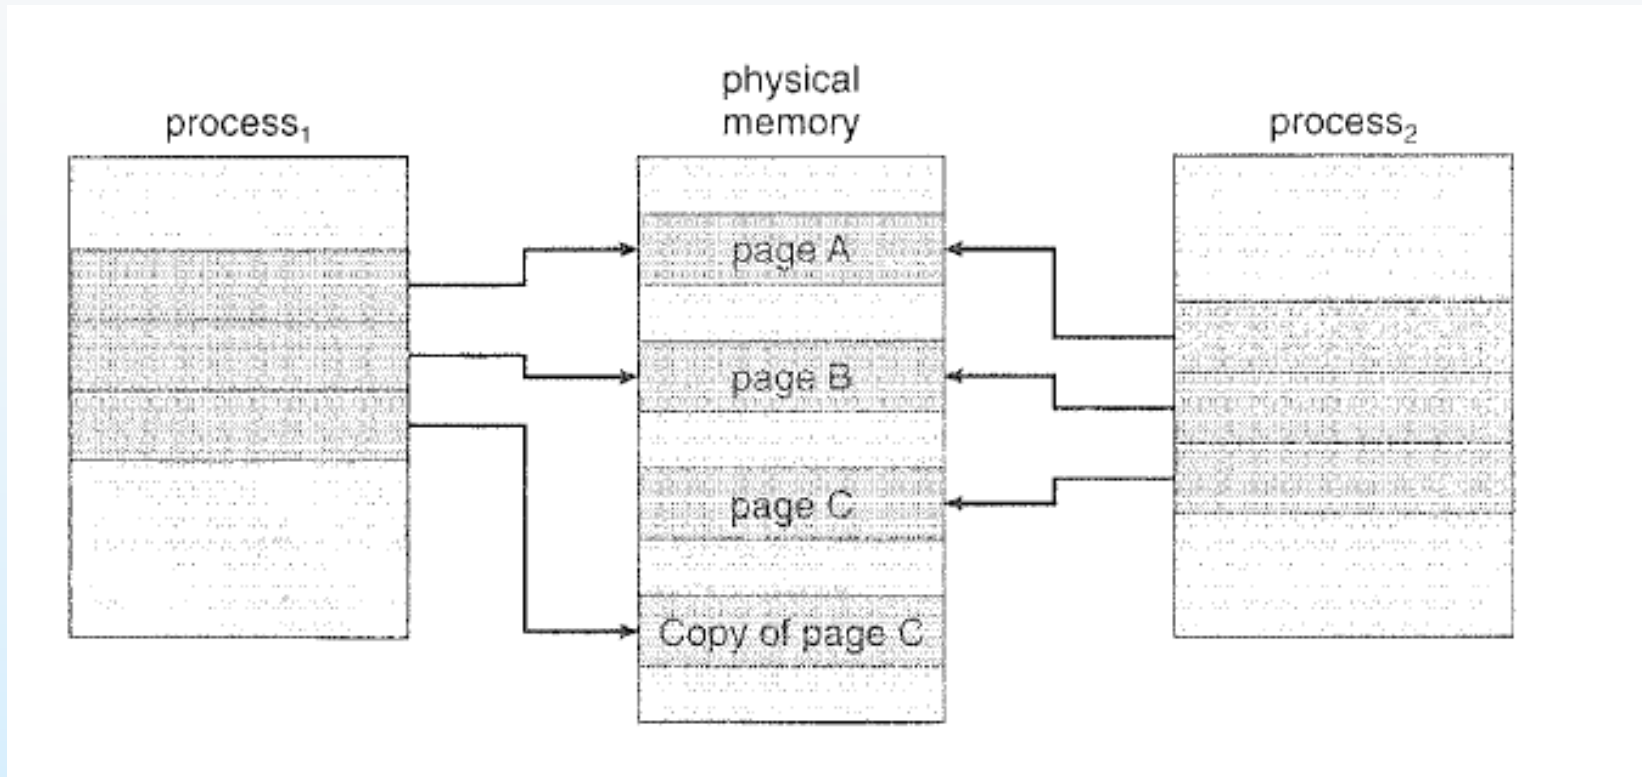 process₁
physical
memory
process₂
page A
page B
page C
Copy of page C